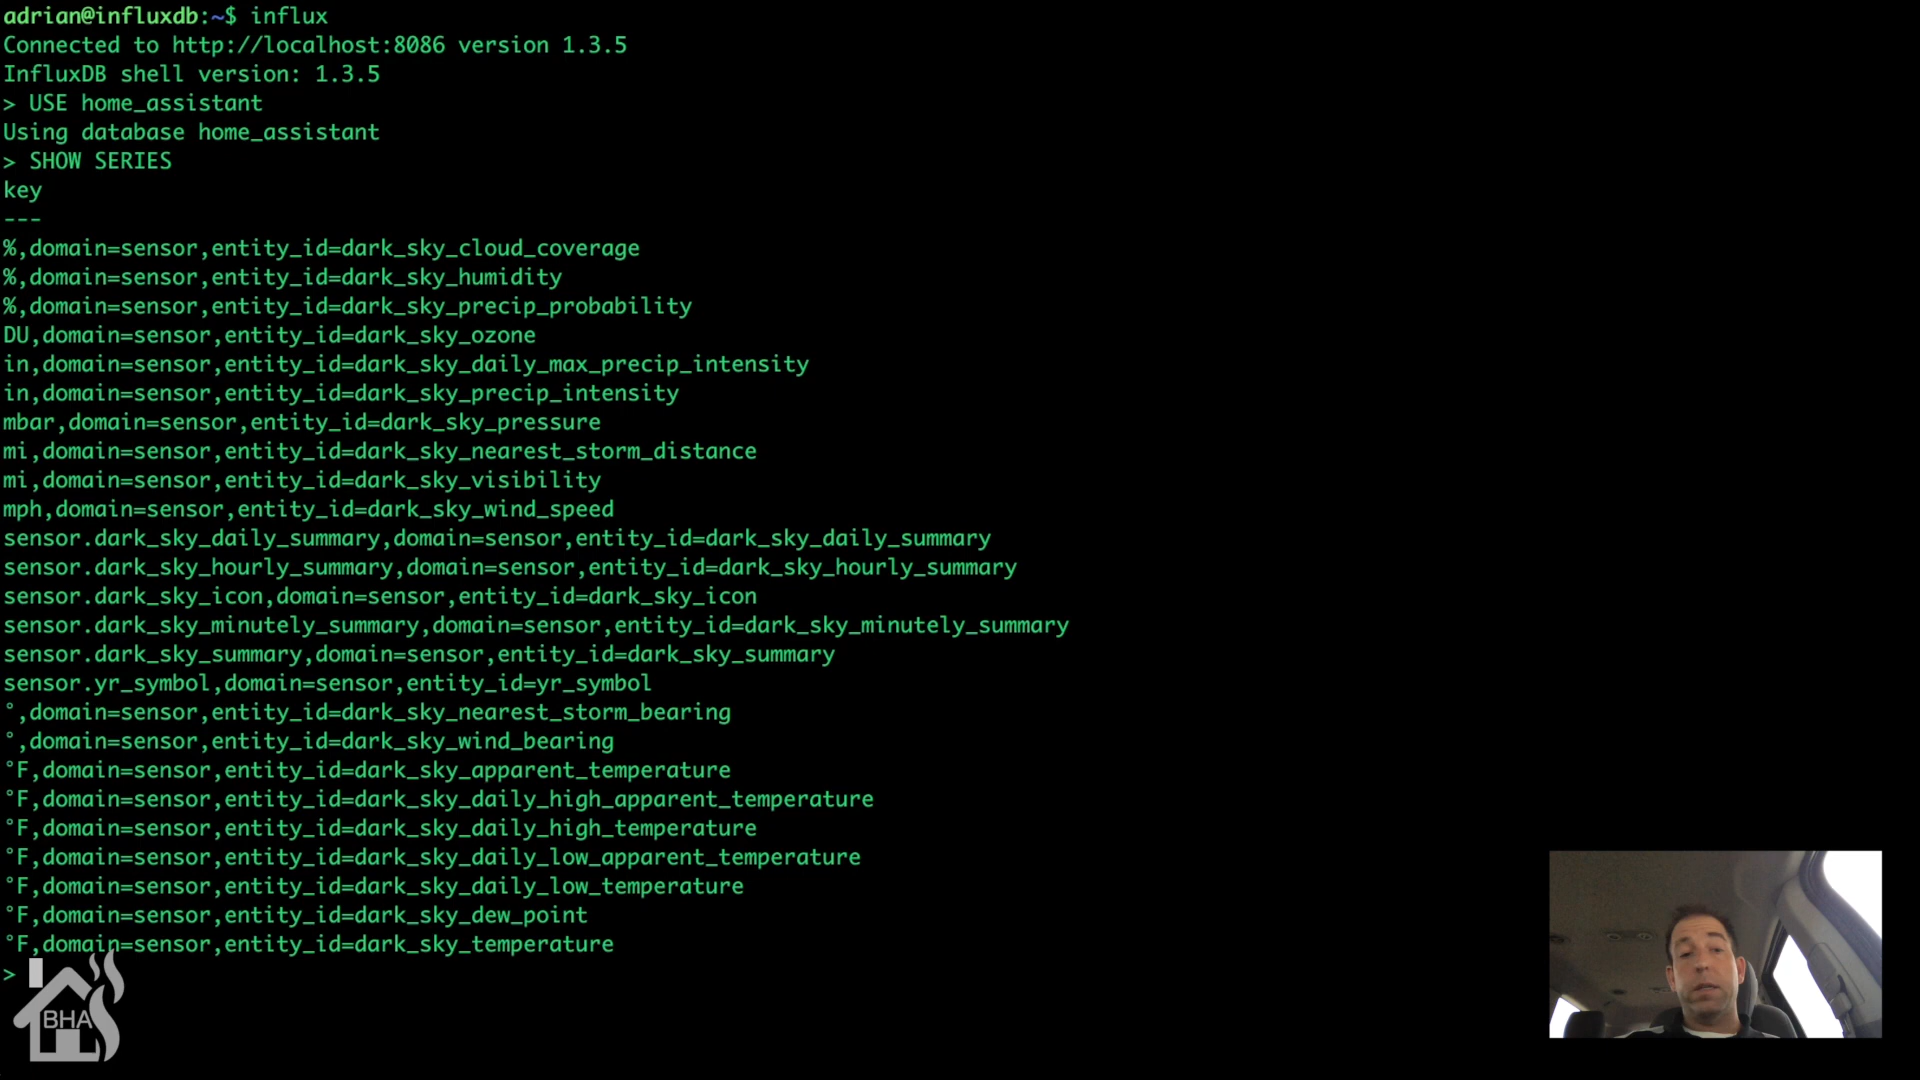 adrian@influxdb:~$ influx
Connected to http://localhost:8086 version 1.3.5
InfluxDB shell version: 1.3.5
> USE home_assistant
Using database home_assistant
> SHOW SERIES
key
---
%,domain=sensor,entity_id=dark_sky_cloud_coverage
%,domain=sensor,entity_id=dark_sky_humidity
%,domain=sensor,entity_id=dark_sky_precip_probability
DU,domain=sensor,entity_id=dark_sky_ozone
in,domain=sensor,entity_id=dark_sky_daily_max_precip_intensity
in,domain=sensor,entity_id=dark_sky_precip_intensity
mbar,domain=sensor,entity_id=dark_sky_pressure
mi,domain=sensor,entity_id=dark_sky_nearest_storm_distance
mi,domain=sensor,entity_id=dark_sky_visibility
mph,domain=sensor,entity_id=dark_sky_wind_speed
sensor.dark_sky_daily_summary,domain=sensor,entity_id=dark_sky_daily_summary
sensor.dark_sky_hourly_summary,domain=sensor,entity_id=dark_sky_hourly_summary
sensor.dark_sky_icon,domain=sensor,entity_id=dark_sky_icon
sensor.dark_sky_minutely_summary,domain=sensor,entity_id=dark_sky_minutely_summary
sensor.dark_sky_summary,domain=sensor,entity_id=dark_sky_summary
sensor.yr_symbol,domain=sensor,entity_id=yr_symbol
°,domain=sensor,entity_id=dark_sky_nearest_storm_bearing
°,domain=sensor,entity_id=dark_sky_wind_bearing
°F,domain=sensor,entity_id=dark_sky_apparent_temperature
°F,domain=sensor,entity_id=dark_sky_daily_high_apparent_temperature
°F,domain=sensor,entity_id=dark_sky_daily_high_temperature
°F,domain=sensor,entity_id=dark_sky_daily_low_apparent_temperature
°F,domain=sensor,entity_id=dark_sky_daily_low_temperature
°F,domain=sensor,entity_id=dark_sky_dew_point
°F,domain=sensor,entity_id=dark_sky_temperature
>
BHA